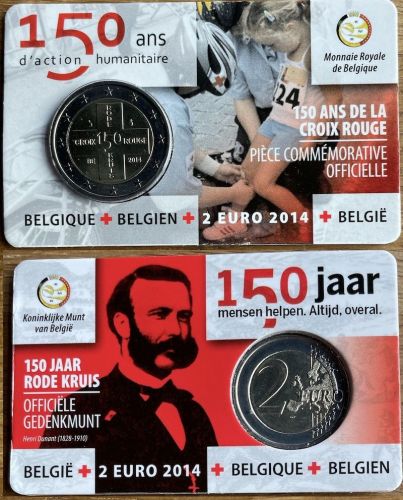 150 ans
d'action humanitaire
Monnaie Royale
de Belgique
RODE
CROIX 150 ROUGE
BE 2014
KRUIS
24
150 ANS DE LA
CROIX ROUGE
PIÈCE COMMÉMORATIVE
OFFICIELLE
BELGIQUE + BELGIEN + 2 EURO 2014 + BELGIË
Koninklijke Munt
van België
150 jaar
mensen helpen. Altijd, overal.
150 JAAR
RODE KRUIS
OFFICIËLE
GEDENKMUNT
Henri Dunant (1828-1910)
2 EURO
BELGIË + 2 EURO 2014 + BELGIQUE + BELGIEN